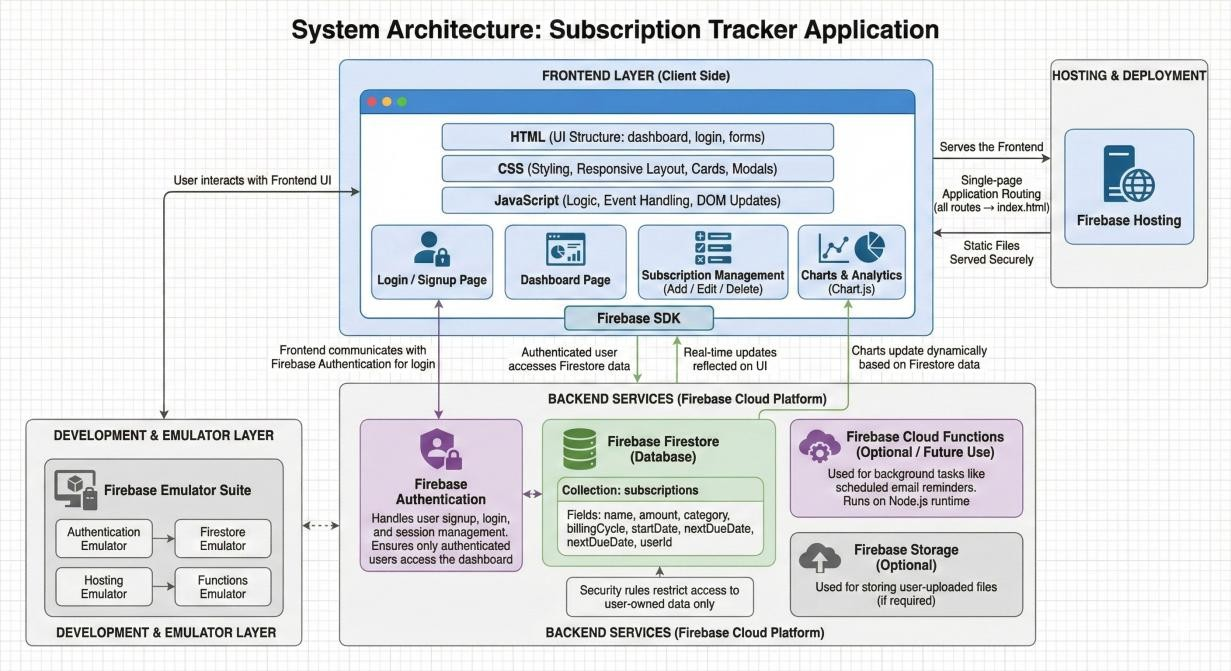 System Architecture: Subscription Tracker Application
FRONTEND LAYER (Client Side)
HTML (UI Structure: dashboard, login, forms)
CSS (Styling, Responsive Layout, Cards, Modals)
JavaScript (Logic, Event Handling, DOM Updates)
Login / Signup Page
Dashboard Page
Subscription Management
(Add / Edit / Delete)
Charts & Analytics
(Chart.js)
Firebase SDK
HOSTING & DEPLOYMENT
Firebase Hosting
Serves the Frontend
Single-page
Application Routing
(all routes → index.html)
Static Files
Served Securely
User interacts with Frontend UI
Frontend communicates with
Firebase Authentication for login
Authenticated user
accesses Firestore data
Real-time updates
reflected on UI
Charts update dynamically
based on Firestore data
BACKEND SERVICES (Firebase Cloud Platform)
Firebase
Authentication
Handles user signup, login,
and session management.
Ensures only authenticated
users access the dashboard
Firebase Firestore
(Database)
Collection: subscriptions
Fields: name, amount, category,
billingCycle, startDate, nextDueDate,
nextDueDate, userId
Security rules restrict access to
user-owned data only
Firebase Cloud Functions
(Optional / Future Use)
Used for background tasks like
scheduled email reminders.
Runs on Node.js runtime
Firebase Storage
(Optional)
Used for storing user-uploaded files
(if required)
BACKEND SERVICES (Firebase Cloud Platform)
DEVELOPMENT & EMULATOR LAYER
Firebase Emulator Suite
Authentication
Emulator
Firestore
Emulator
Hosting
Emulator
Functions
Emulator
DEVELOPMENT & EMULATOR LAYER